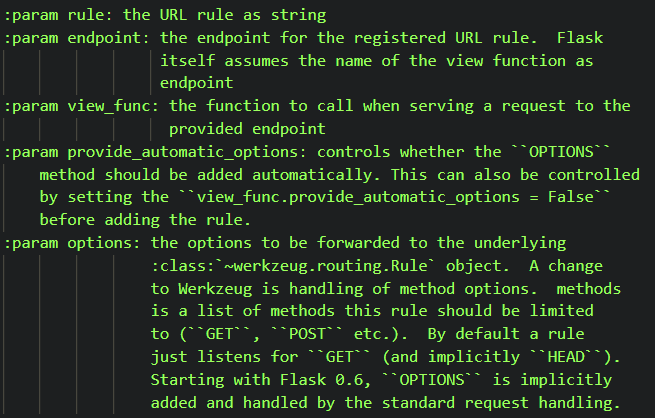 :param rule: the URL rule as string
:param endpoint: the endpoint for the registered URL rule.  Flask
itself assumes the name of the view function as
endpoint
:param view_func: the function to call when serving a request to the
provided endpoint
:param provide_automatic_options: controls whether the ``OPTIONS``
method should be added automatically. This can also be controlled
by setting the ``view_func.provide_automatic_options = False``
before adding the rule.
:param options: the options to be forwarded to the underlying
:class:`~werkzeug.routing.Rule` object.  A change
to Werkzeug is handling of method options.  methods
is a list of methods this rule should be limited
to (``GET``, ``POST`` etc.).  By default a rule
just listens for ``GET`` (and implicitly ``HEAD``).
Starting with Flask 0.6, ``OPTIONS`` is implicitly
added and handled by the standard request handling.